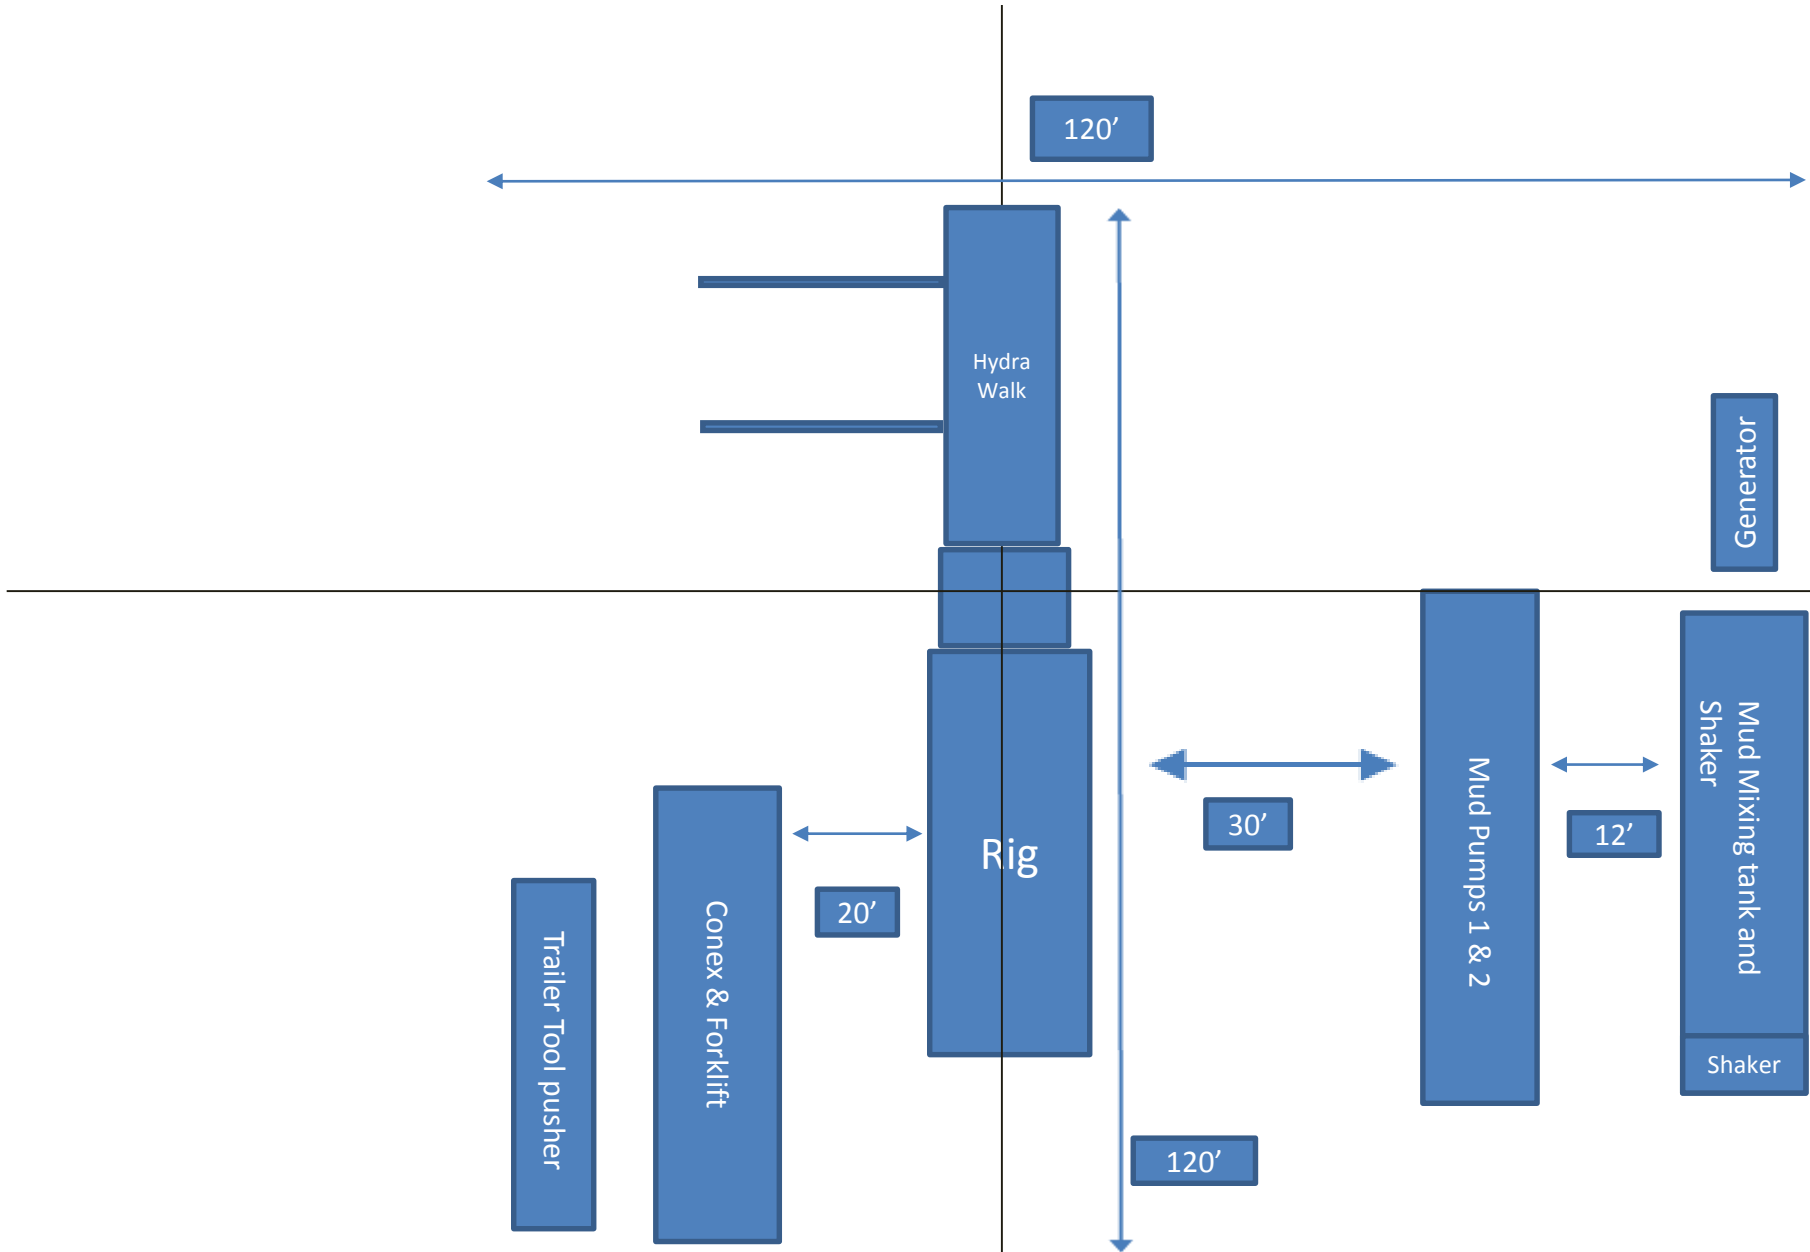 120’
Hydra
Walk
Generator
Rig
30’
12’
20’
Mud Pumps 1 & 2
Mud Mixing tank and
Shaker
Shaker
Conex & Forklift
Trailer Tool pusher
120’